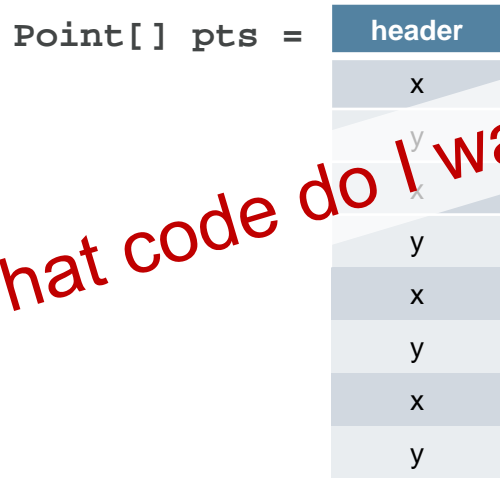 Point[] pts =
header
x
y
x
y
x
y
x
y
hat code do I wa